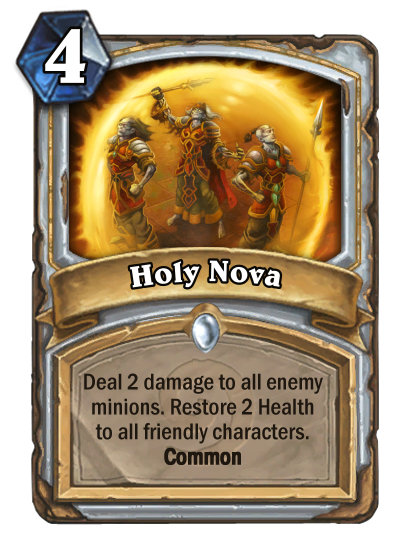 4
Holy Nova
Deal 2 damage to all enemy
minions. Restore 2 Health
to all friendly characters.
Common